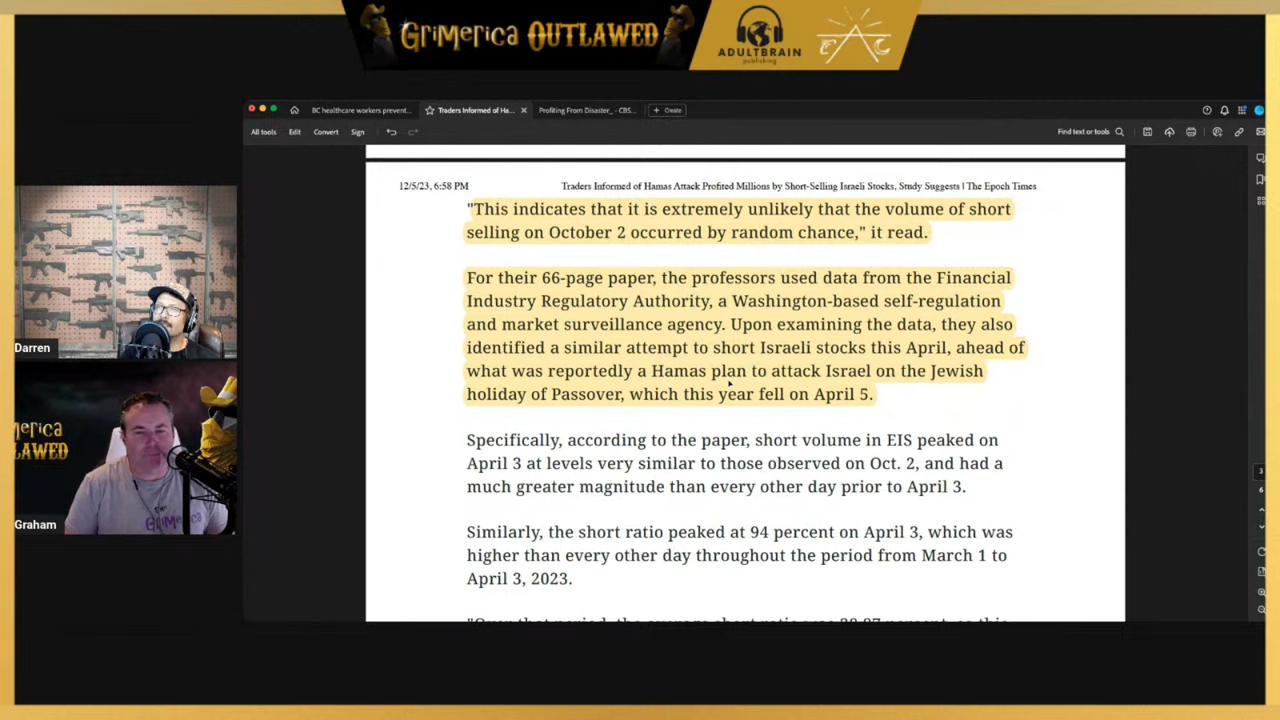 GRiMERiCA OUTLAWED
ADULTBRAIN
publishing
BC healthcare workers prevent...
Traders Informed of Ha...
Profiting From Disaster_ - CBS...
Create
All tools
Edit
Convert
Sign
Find text or tools
12/5/23, 6:58 PM
Traders Informed of Hamas Attack Profited Millions by Short-Selling Israeli Stocks, Study Suggests | The Epoch Times
"This indicates that it is extremely unlikely that the volume of short
selling on October 2 occurred by random chance," it read.
For their 66-page paper, the professors used data from the Financial
Industry Regulatory Authority, a Washington-based self-regulation
and market surveillance agency. Upon examining the data, they also
identified a similar attempt to short Israeli stocks this April, ahead of
what was reportedly a Hamas plan to attack Israel on the Jewish
holiday of Passover, which this year fell on April 5.
Specifically, according to the paper, short volume in EIS peaked on
April 3 at levels very similar to those observed on Oct. 2, and had a
much greater magnitude than every other day prior to April 3.
Similarly, the short ratio peaked at 94 percent on April 3, which was
higher than every other day throughout the period from March 1 to
April 3, 2023.
3
6
Darren
merica
LAWED
GriMerica
Graham